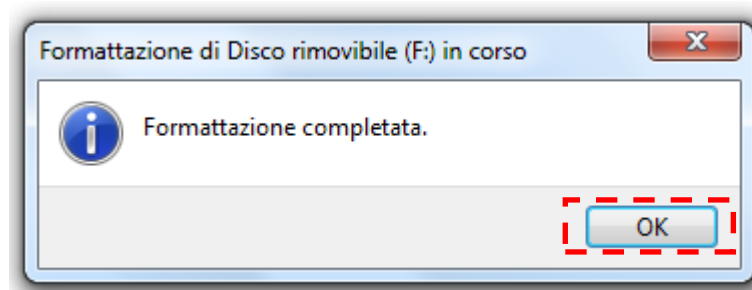 Formattazione di Disco rimovibile (F:) in corso
Formattazione completata.
OK